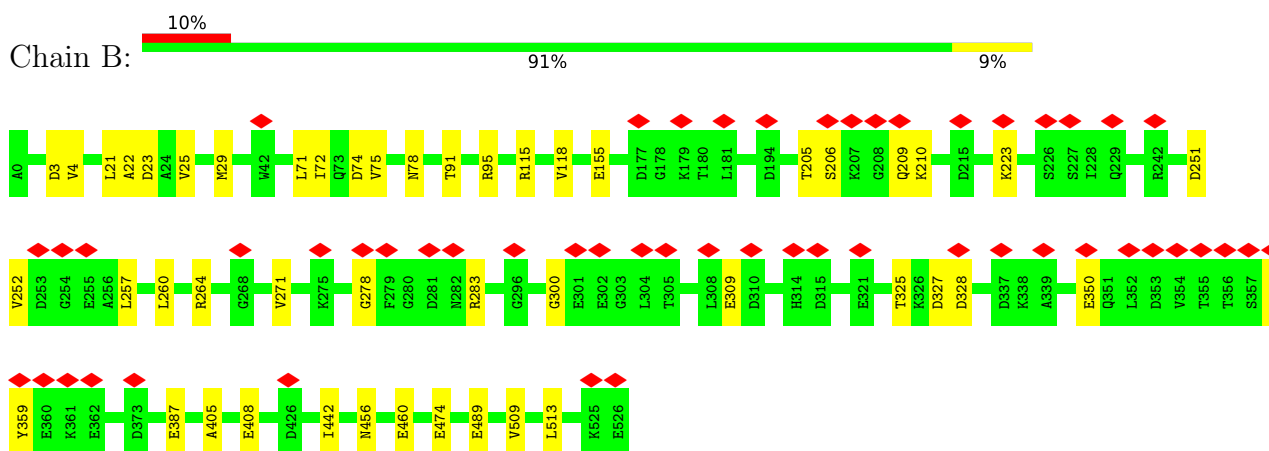 10%
Chain B:
91% 9%
A0 D3 V4 L21 A22 D23 A24 V25 M29 W42 L71 I72 Q73 D74 V75 N78 T91 R95 R115 V118 E155 D177 G178 K179 T180 L181 D194 T205 S206 K207 G208 Q209 K210 D215 K223 S226 S227 I228 Q229 R242 D251
V252 D253 G254 E255 A256 L257 L260 R264 G268 V271 K275 G278 F279 G280 D281 N282 R283 G296 G300 E301 E302 G303 L304 T305 L308 E309 D310 H314 D315 E321 T325 K326 D327 D328 D337 K338 A339 E350 Q351 L352 D353 V354 T355 T356 S357
Y359 E360 K361 E362 D373 E387 A405 E408 D426 I442 N456 E460 E474 E489 V509 L513 K525 E526